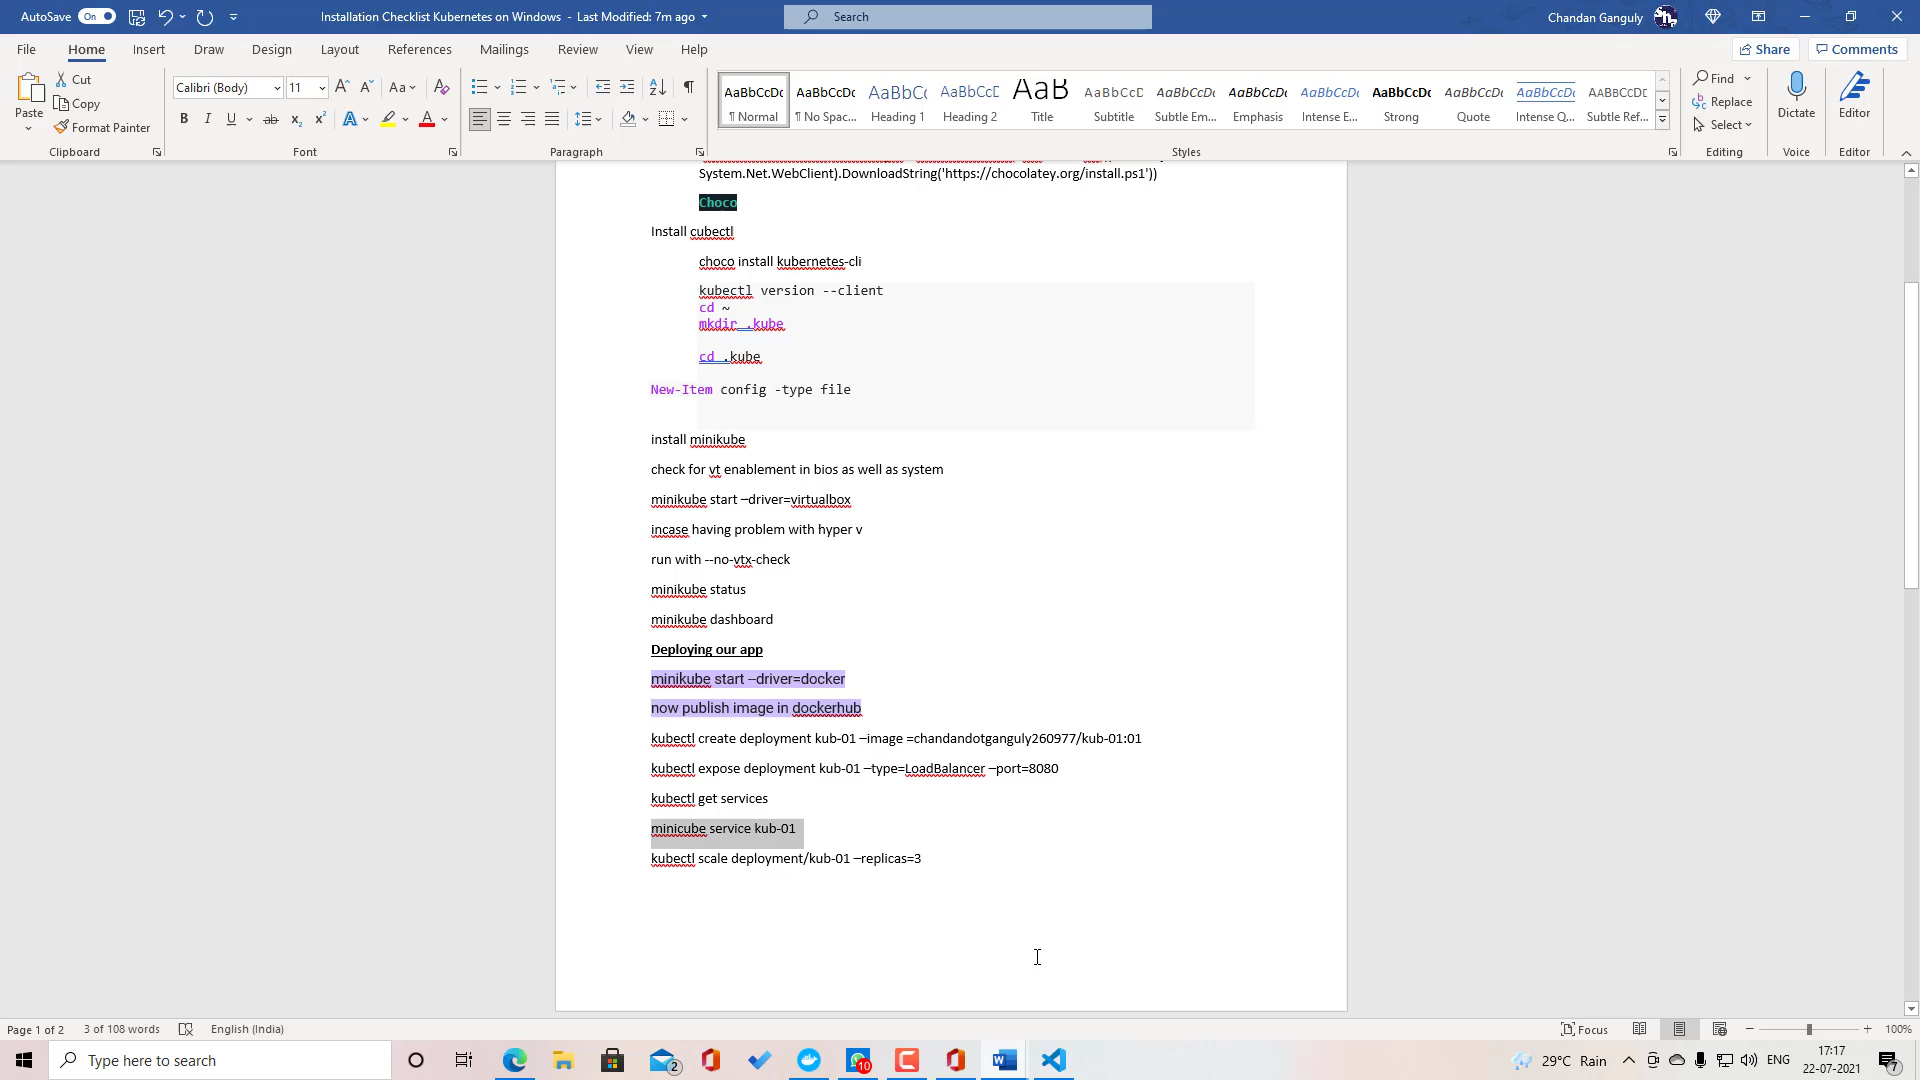 AutoSave On Installation Checklist Kubernetes on Windows - Last Modified: 7m ago Search Chandan Ganguly
File Home Insert Draw Design Layout References Mailings Review View Help Share Comments
Paste Cut Copy Format Painter
Calibri (Body) 11
AaBbCcDc AaBbCcDc AaBbCc AaBbCcD AaB AaBbCcD AaBbCcDc AaBbCcDc AaBbCcDc AaBbCcDc AaBbCcDc AaBbCcDc AABBCCDE
¶ Normal ¶ No Spac... Heading 1 Heading 2 Title Subtitle Subtle Em... Emphasis Intense E... Strong Quote Intense Q... Subtle Ref...
Find Replace Select
Dictate Editor
Clipboard Font Paragraph Styles Editing Voice Editor
System.Net.WebClient).DownloadString('https://chocolatey.org/install.ps1'))
Choco
Install cubectl
choco install kubernetes-cli
kubectl version --client
cd ~
mkdir .kube
cd .kube
New-Item config -type file
install minikube
check for vt enablement in bios as well as system
minikube start –driver=virtualbox
incase having problem with hyper v
run with --no-vtx-check
minikube status
minikube dashboard
Deploying our app
minikube start --driver=docker
now publish image in dockerhub
kubectl create deployment kub-01 –image =chandandotganguly260977/kub-01:01
kubectl expose deployment kub-01 –type=LoadBalancer –port=8080
kubectl get services
minicube service kub-01
kubectl scale deployment/kub-01 –replicas=3
Page 1 of 2 3 of 108 words English (India) Focus 100%
Type here to search 2 10 29°C Rain ENG 17:17 22-07-2021 7